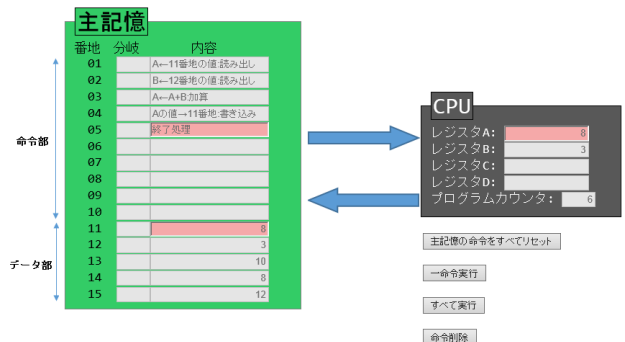 主記憶
番地 分岐 内容
01 A←11番地の値:読み出し
02 B←12番地の値:読み出し
03 A←A+B:加算
04 Aの値→11番地:書き込み
05 終了処理
06
07
08
09
10
11 8
12 3
13 10
14 8
15 12
命令部
データ部
CPU
レジスタA: 8
レジスタB: 3
レジスタC:
レジスタD:
プログラムカウンタ: 6
主記憶の命令をすべてリセット
一命令実行
すべて実行
命令削除